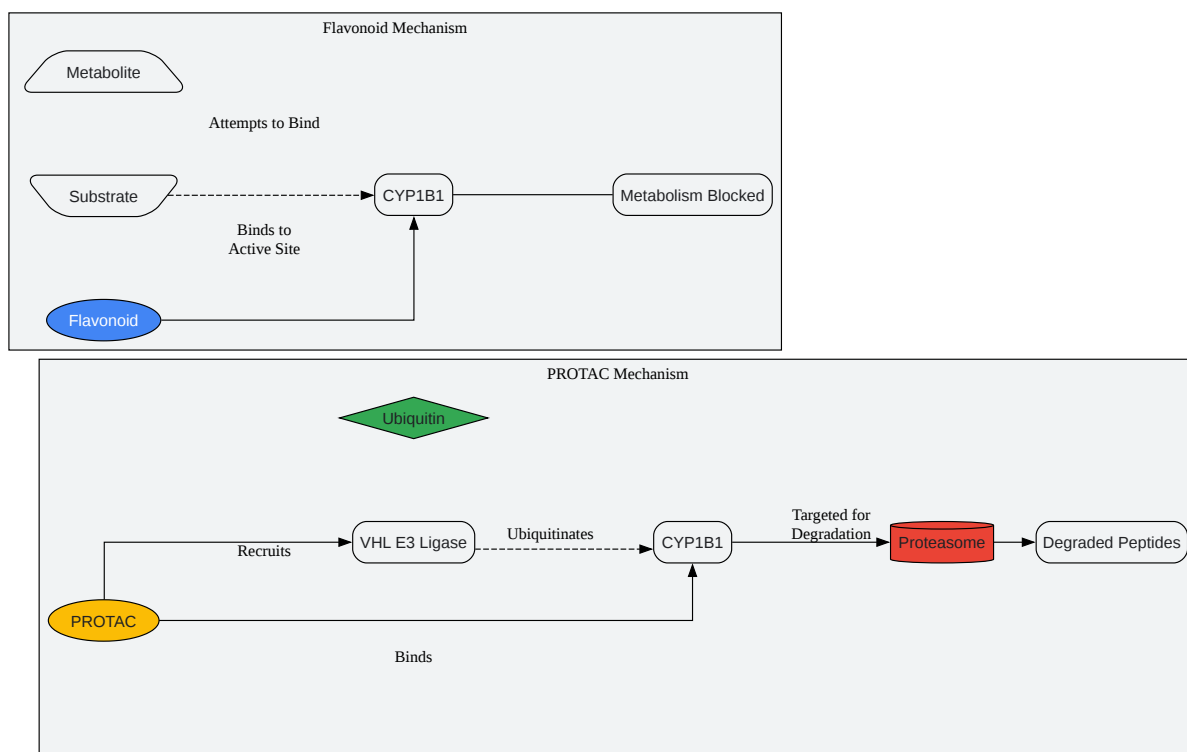 Flavonoid Mechanism
Metabolite
Attempts to Bind
Substrate
CYP1B1
Metabolism Blocked
Binds to
Active Site
Flavonoid
PROTAC Mechanism
Ubiquitin
VHL E3 Ligase
Recruits
Ubiquitinates
CYP1B1
Targeted for
Degradation
Proteasome
Degraded Peptides
PROTAC
Binds